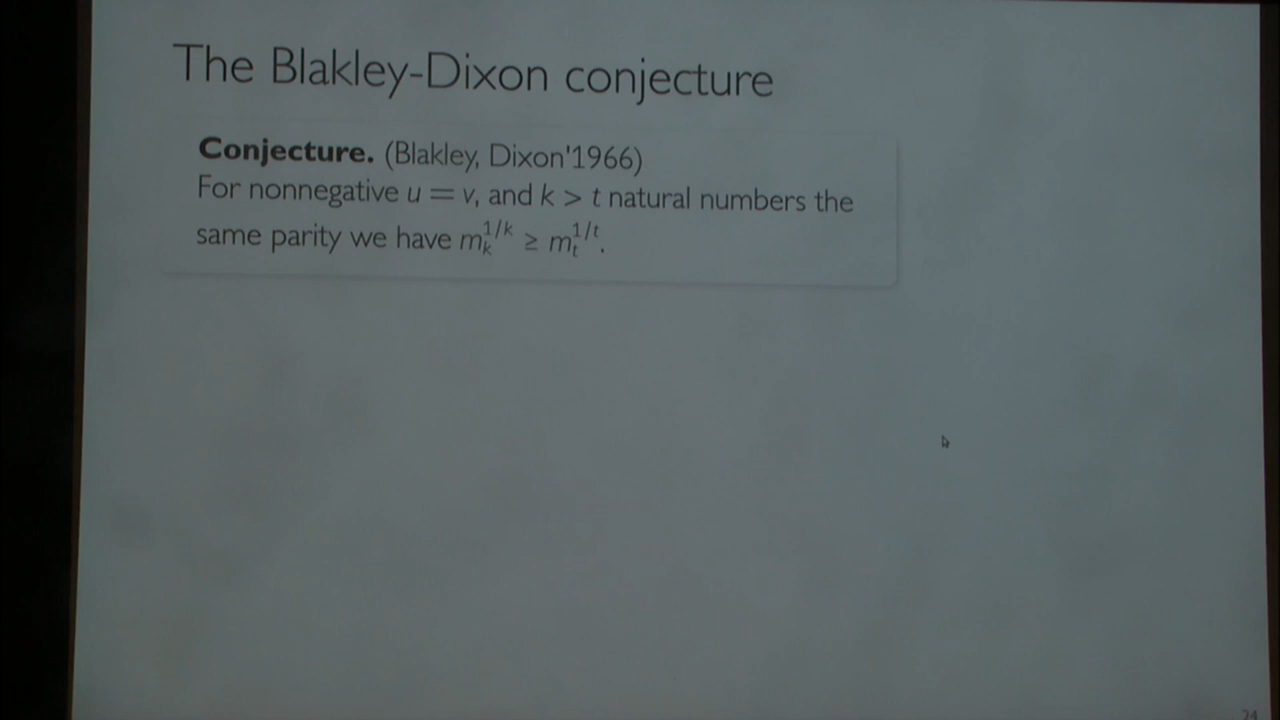 The Blakley-Dixon conjecture
Conjecture. (Blakley, Dixon'1966)
For nonnegative u = v, and k > t natural numbers the
same parity we have m_k^{1/k} ≥ m_t^{1/t}.
24